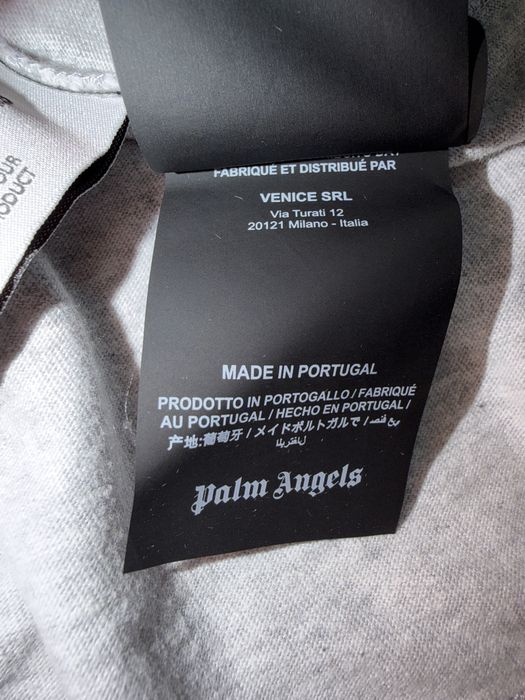 OUR
PRODUCT
FABRIQUÉ ET DISTRIBUÉ PAR
VENICE SRL
Via Turati 12
20121 Milano - Italia
MADE IN PORTUGAL
PRODOTTO IN PORTOGALLO / FABRIQUÉ
AU PORTUGAL / HECHO EN PORTUGAL /
产地:葡萄牙 / メイドポルトガルで /
Palm Angels